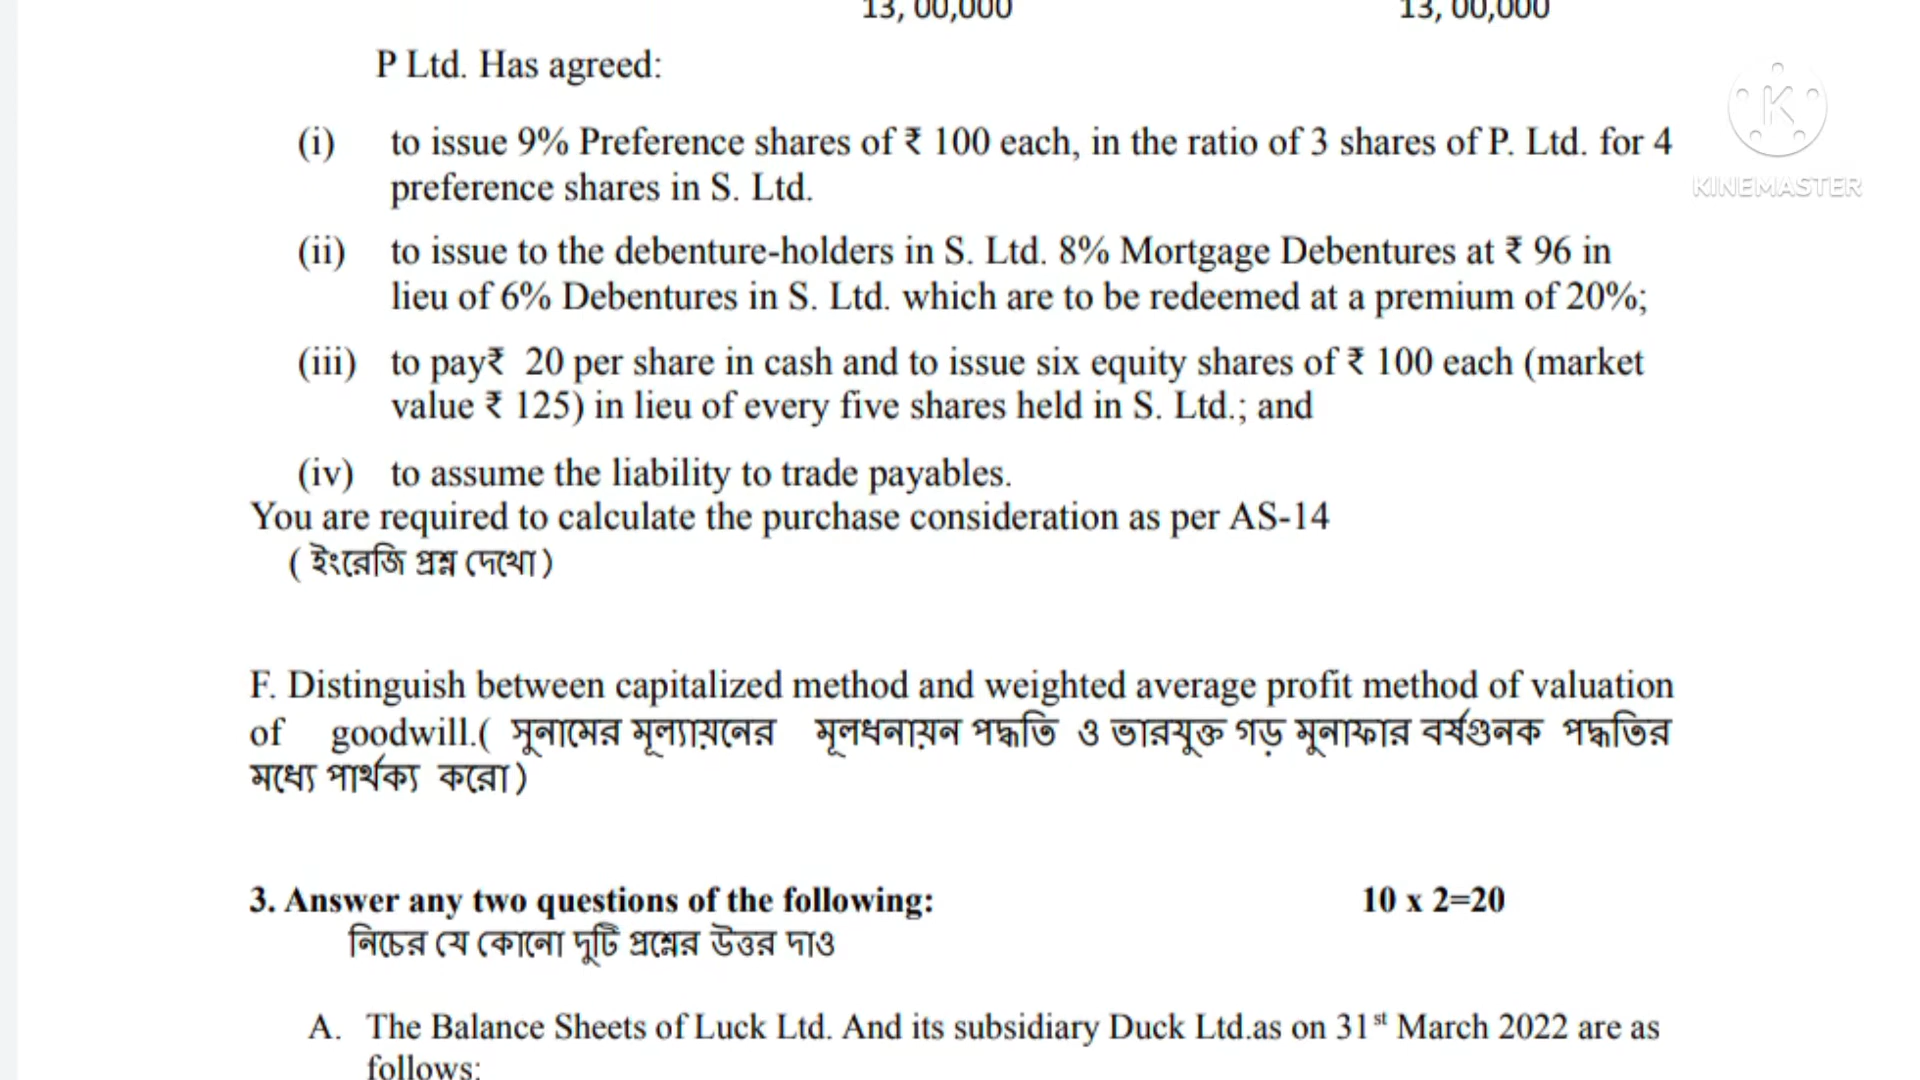 13, 00,000 13, 00,000
P Ltd. Has agreed:
(i) to issue 9% Preference shares of ₹ 100 each, in the ratio of 3 shares of P. Ltd. for 4
preference shares in S. Ltd.
(ii) to issue to the debenture-holders in S. Ltd. 8% Mortgage Debentures at ₹ 96 in
lieu of 6% Debentures in S. Ltd. which are to be redeemed at a premium of 20%;
(iii) to pay₹ 20 per share in cash and to issue six equity shares of ₹ 100 each (market
value ₹ 125) in lieu of every five shares held in S. Ltd.; and
(iv) to assume the liability to trade payables.
You are required to calculate the purchase consideration as per AS-14
( ইংরেজি প্রশ্ন দেখো)
F. Distinguish between capitalized method and weighted average profit method of valuation
of goodwill.( সুনামের মূল্যায়নের মূলধনায়ন পদ্ধতি ও ভারযুক্ত গড় মুনাফার বর্ষগুনক পদ্ধতির
মধ্যে পার্থক্য করো)
3. Answer any two questions of the following: 10 x 2=20
নিচের যে কোনো দুটি প্রশ্নের উত্তর দাও
A. The Balance Sheets of Luck Ltd. And its subsidiary Duck Ltd.as on 31st March 2022 are as
follows:
K
KINEMASTER